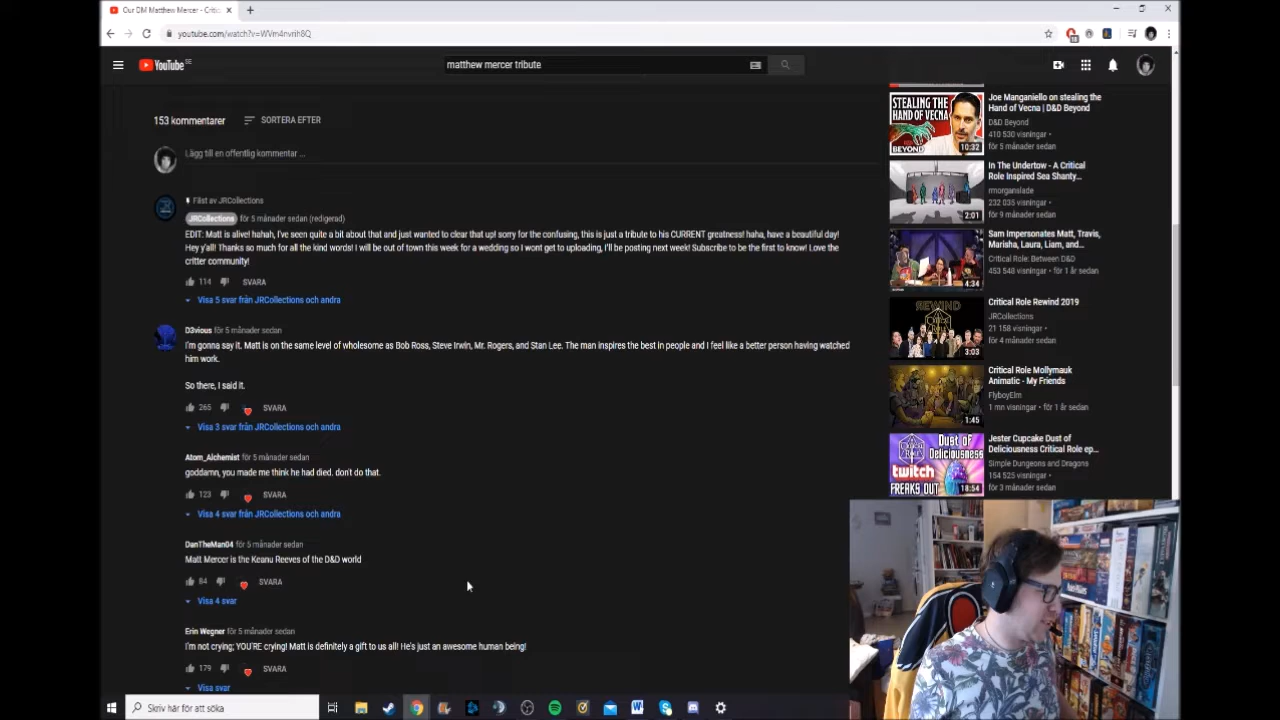 Our DM Matthew Mercer - Critic
youtube.com/watch?v=WVm4nvrih8Q
YouTube SE
matthew mercer tribute
153 kommentarer
SORTERA EFTER
Lägg till en offentlig kommentar ...
Fäst av JRCollections
JRCollections för 5 månader sedan (redigerad)
EDIT: Matt is alive! hahah, I've seen quite a bit about that and just wanted to clear that up! sorry for the confusing, this is just a tribute to his CURRENT greatness! haha, have a beautiful day!
Hey y'all! Thanks so much for all the kind words! I will be out of town this week for a wedding so I wont get to uploading, I'll be posting next week! Subscribe to be the first to know! Love the
critter community!
114 SVARA
Visa 5 svar från JRCollections och andra
D3vious för 5 månader sedan
I'm gonna say it. Matt is on the same level of wholesome as Bob Ross, Steve Irwin, Mr. Rogers, and Stan Lee. The man inspires the best in people and I feel like a better person having watched
him work.
So there, I said it.
265 SVARA
Visa 3 svar från JRCollections och andra
Atom_Alchemist för 5 månader sedan
goddamn, you made me think he had died. don't do that.
123 SVARA
Visa 4 svar från JRCollections och andra
DanTheMan04 för 5 månader sedan
Matt Mercer is the Keanu Reeves of the D&D world
84 SVARA
Visa 4 svar
Erin Wegner för 5 månader sedan
I'm not crying; YOU'RE crying! Matt is definitely a gift to us all! He's just an awesome human being!
179 SVARA
Visa svar
STEALING THE
HAND OF VECNA
BEYOND
10:32
Joe Manganiello on stealing the
Hand of Vecna | D&D Beyond
D&D Beyond
410 530 visningar •
för 5 månader sedan
2:01
In The Undertow - A Critical
Role Inspired Sea Shanty...
rmorganslade
232 035 visningar •
för 9 månader sedan
4:34
Sam Impersonates Matt, Travis,
Marisha, Laura, Liam, and...
Critical Role: Between D&D
453 548 visningar • för 1 år sedan
REWIND
3:03
Critical Role Rewind 2019
JRCollections
21 158 visningar •
för 4 månader sedan
1:45
Critical Role Mollymauk
Animatic - My Friends
FlyboyElm
1 mn visningar • för 1 år sedan
DUST OF
DELICIOUSNESS
twitch
FREAKS OUT
18:54
Jester Cupcake Dust of
Deliciousness Critical Role ep...
Simple Dungeons and Dragons
154 525 visningar •
för 3 månader sedan
Skriv här för att söka